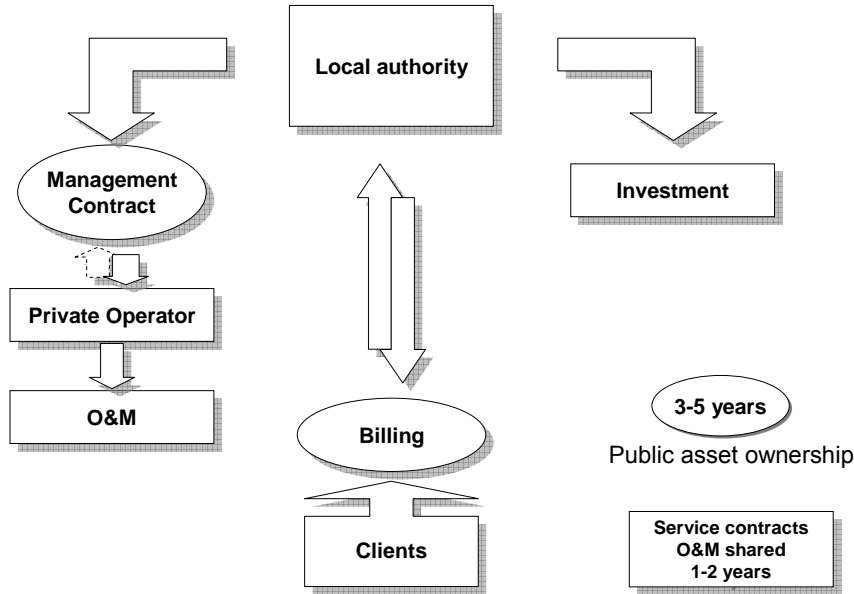 Local authority
Management
Contract
Investment
Private Operator
O&M
Billing
Clients
3-5 years
Public asset ownership
Service contracts
O&M shared
1-2 years